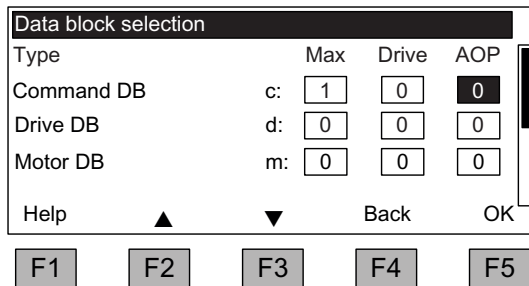 Data block selection
Type Max Drive AOP
Command DB c: 1 0 0
Drive DB d: 0 0 0
Motor DB m: 0 0 0
Help ▲ ▼ Back OK
F1 F2 F3 F4 F5